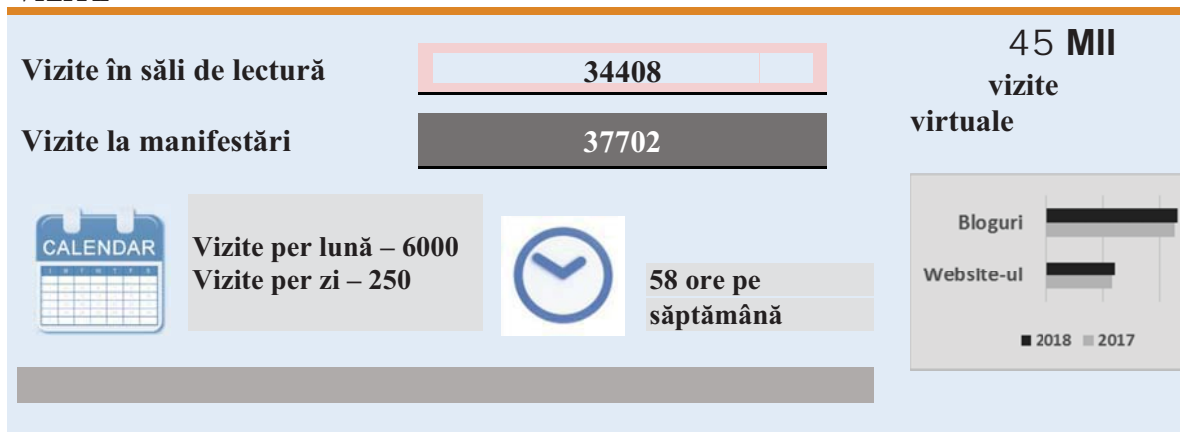 Vizite în săli de lectură
34408
Vizite la manifestări
37702
45 MII
vizite
virtuale
CALENDAR
Vizite per lună – 6000
Vizite per zi – 250
58 ore pe
săptămână
Bloguri
Website-ul
2018 2017